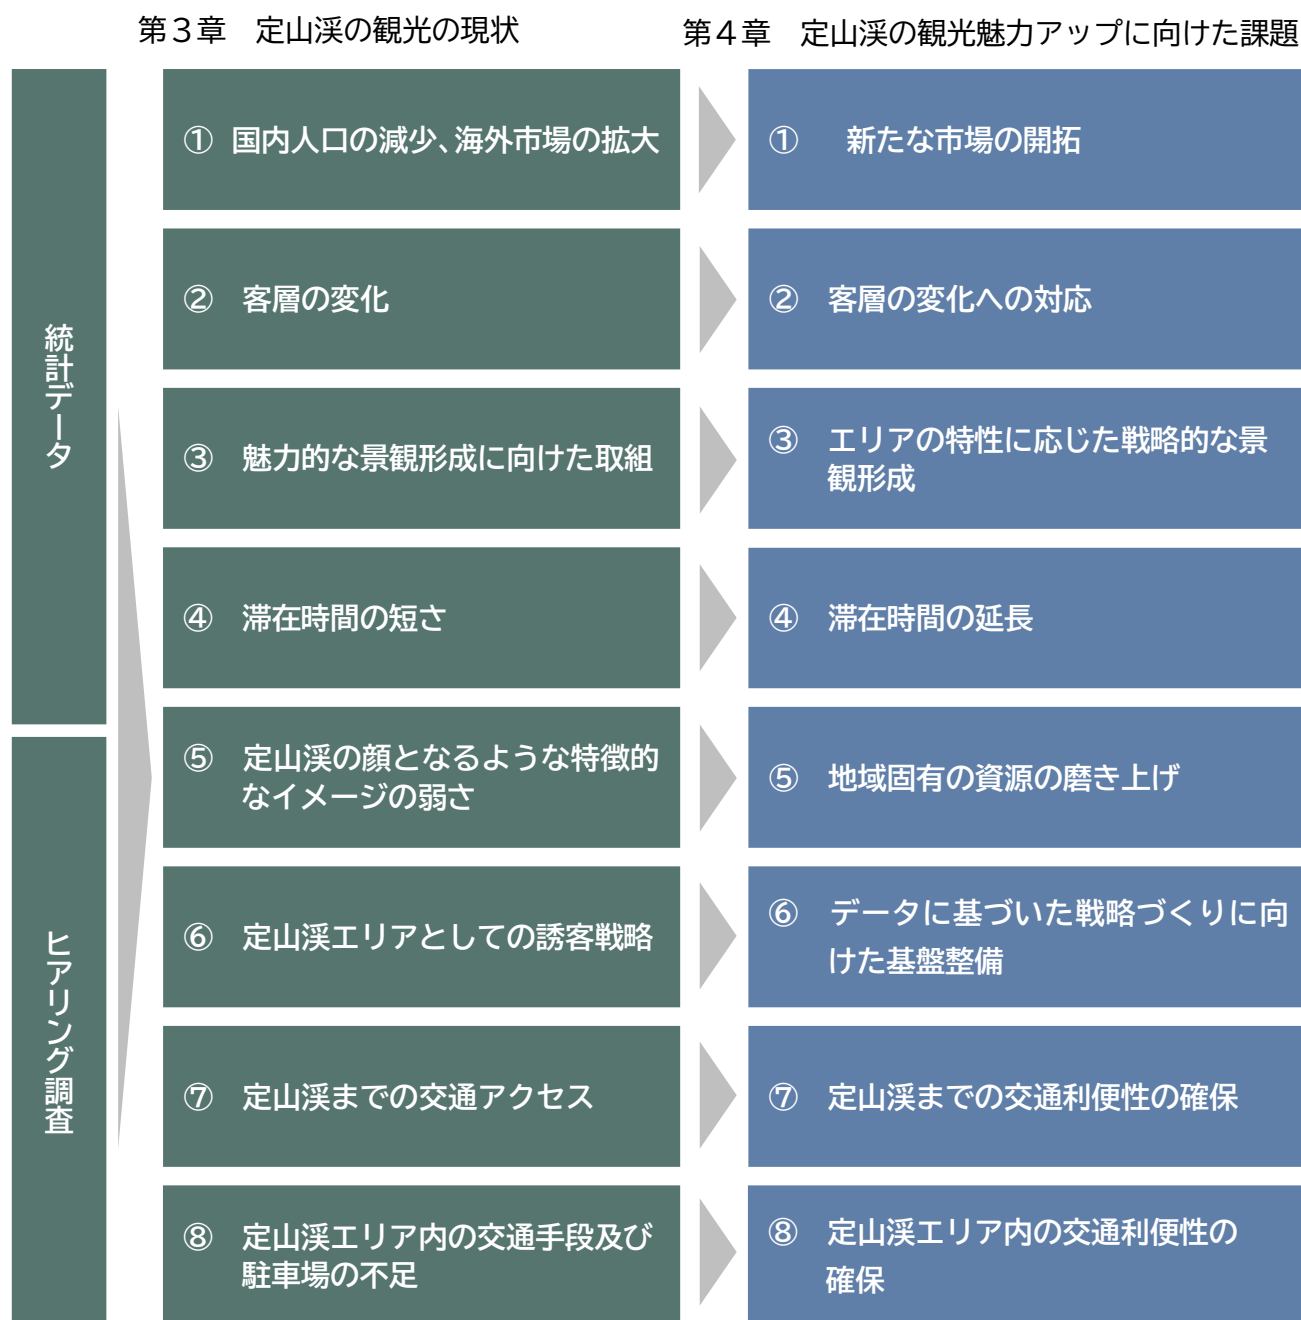 第３章　定山渓の観光の現状
第４章　定山渓の観光魅力アップに向けた課題
統計データ
ヒアリング調査
① 国内人口の減少、海外市場の拡大
①　新たな市場の開拓
②　客層の変化
②　客層の変化への対応
③　魅力的な景観形成に向けた取組
③　エリアの特性に応じた戦略的な景
観形成
④　滞在時間の短さ
④　滞在時間の延長
⑤　定山渓の顔となるような特徴的
なイメージの弱さ
⑤　地域固有の資源の磨き上げ
⑥　定山渓エリアとしての誘客戦略
⑥　データに基づいた戦略づくりに向
けた基盤整備
⑦　定山渓までの交通アクセス
⑦　定山渓までの交通利便性の確保
⑧　定山渓エリア内の交通手段及び
駐車場の不足
⑧　定山渓エリア内の交通利便性の
確保